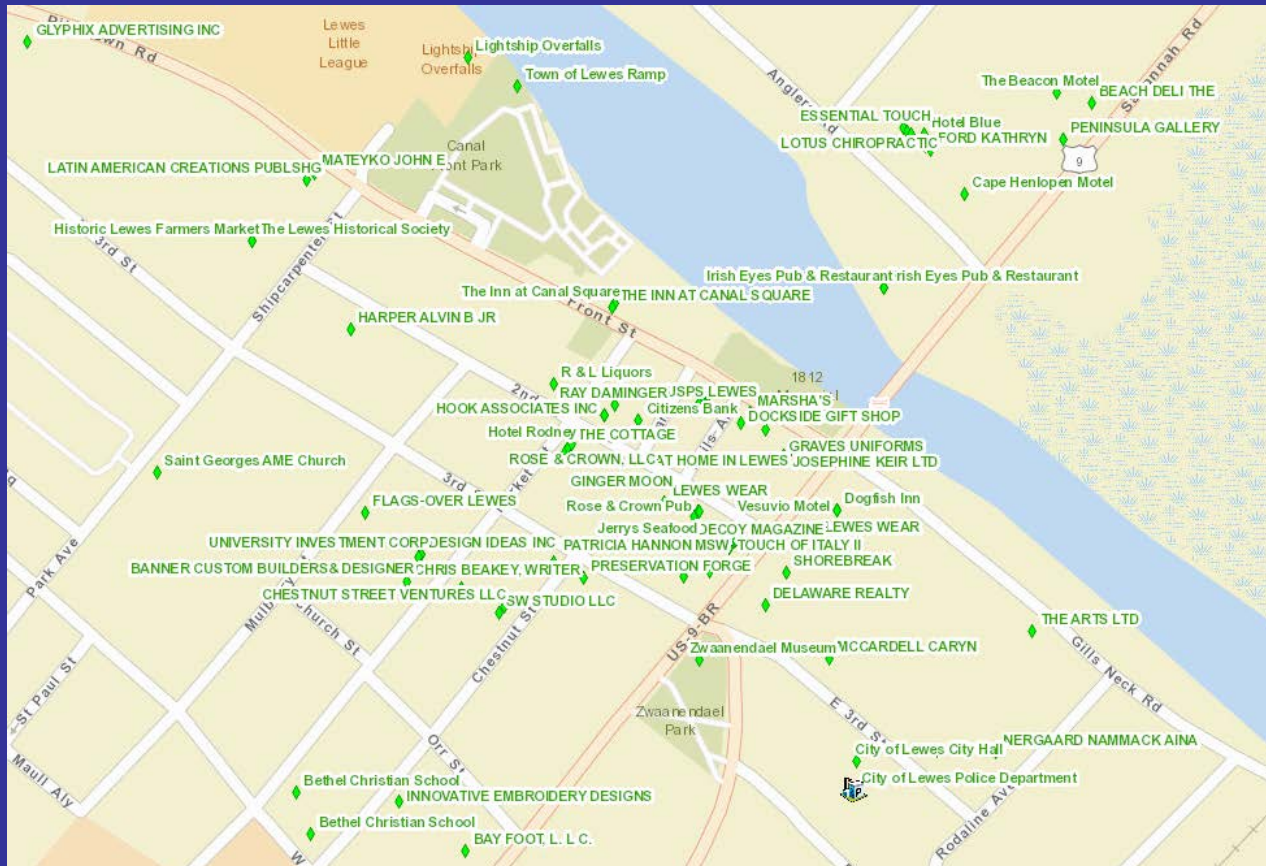 GLYPHIX ADVERTISING INC
Lewes
Little
League
Lightship
Overfalls
Lightship Overfalls
Town of Lewes Ramp
Savannah Rd
The Beacon Motel
BEACH DELI THE
ESSENTIAL TOUCH
Hotel Blue
PENINSULA GALLERY
LOTUS CHIROPRACTIC
FORD KATHRYN
9
Cape Henlopen Motel
Canal
Front Park
MATEYKO JOHN E
LATIN AMERICAN CREATIONS PUBLSHG
Historic Lewes Farmers Market
The Lewes Historical Society
3rd St
Shipcarpenter St
Irish Eyes Pub & Restaurant
rish Eyes Pub & Restaurant
The Inn at Canal Square
THE INN AT CANAL SQUARE
Front St
HARPER ALVIN B JR
1812
R & L Liquors
2nd
RAY DAMINGER
USPS LEWES
MARSHA'S
HOOK ASSOCIATES INC
Citizens Bank
DOCKSIDE GIFT SHOP
Hotel Rodney
THE COTTAGE
GRAVES UNIFORMS
ROSE & CROWN, LLC
AT HOME IN LEWES
JOSEPHINE KEIR LTD
Saint Georges AME Church
3rd
GINGER MOON
LEWES WEAR
FLAGS-OVER LEWES
Rose & Crown Pub
Vesuvio Motel
Dogfish Inn
Jerrys Seafood
DECOY MAGAZINE
LEWES WEAR
UNIVERSITY INVESTMENT CORP
DESIGN IDEAS INC
PATRICIA HANNON MSW
TOUCH OF ITALY II
BANNER CUSTOM BUILDERS & DESIGNER
CHRIS BEAKEY, WRITER,
PRESERVATION FORGE
SHOREBREAK
Park Ave
CHESTNUT STREET VENTURES LLC
SW STUDIO LLC
DELAWARE REALTY
Church St
Chestnut St
US-9-BR
THE ARTS LTD
Zwaanendael Museum
MCCARDELL CARYN
Gills Neck Rd
St Paul St
Zwaanendael
Park
E 3rd St
Orr St
City of Lewes City Hall
NERGAARD NAMMACK AINA
Maull Aly
Bethel Christian School
City of Lewes Police Department
INNOVATIVE EMBROIDERY DESIGNS
Rodaline Ave
Bethel Christian School
BAY FOOT, L. L C.